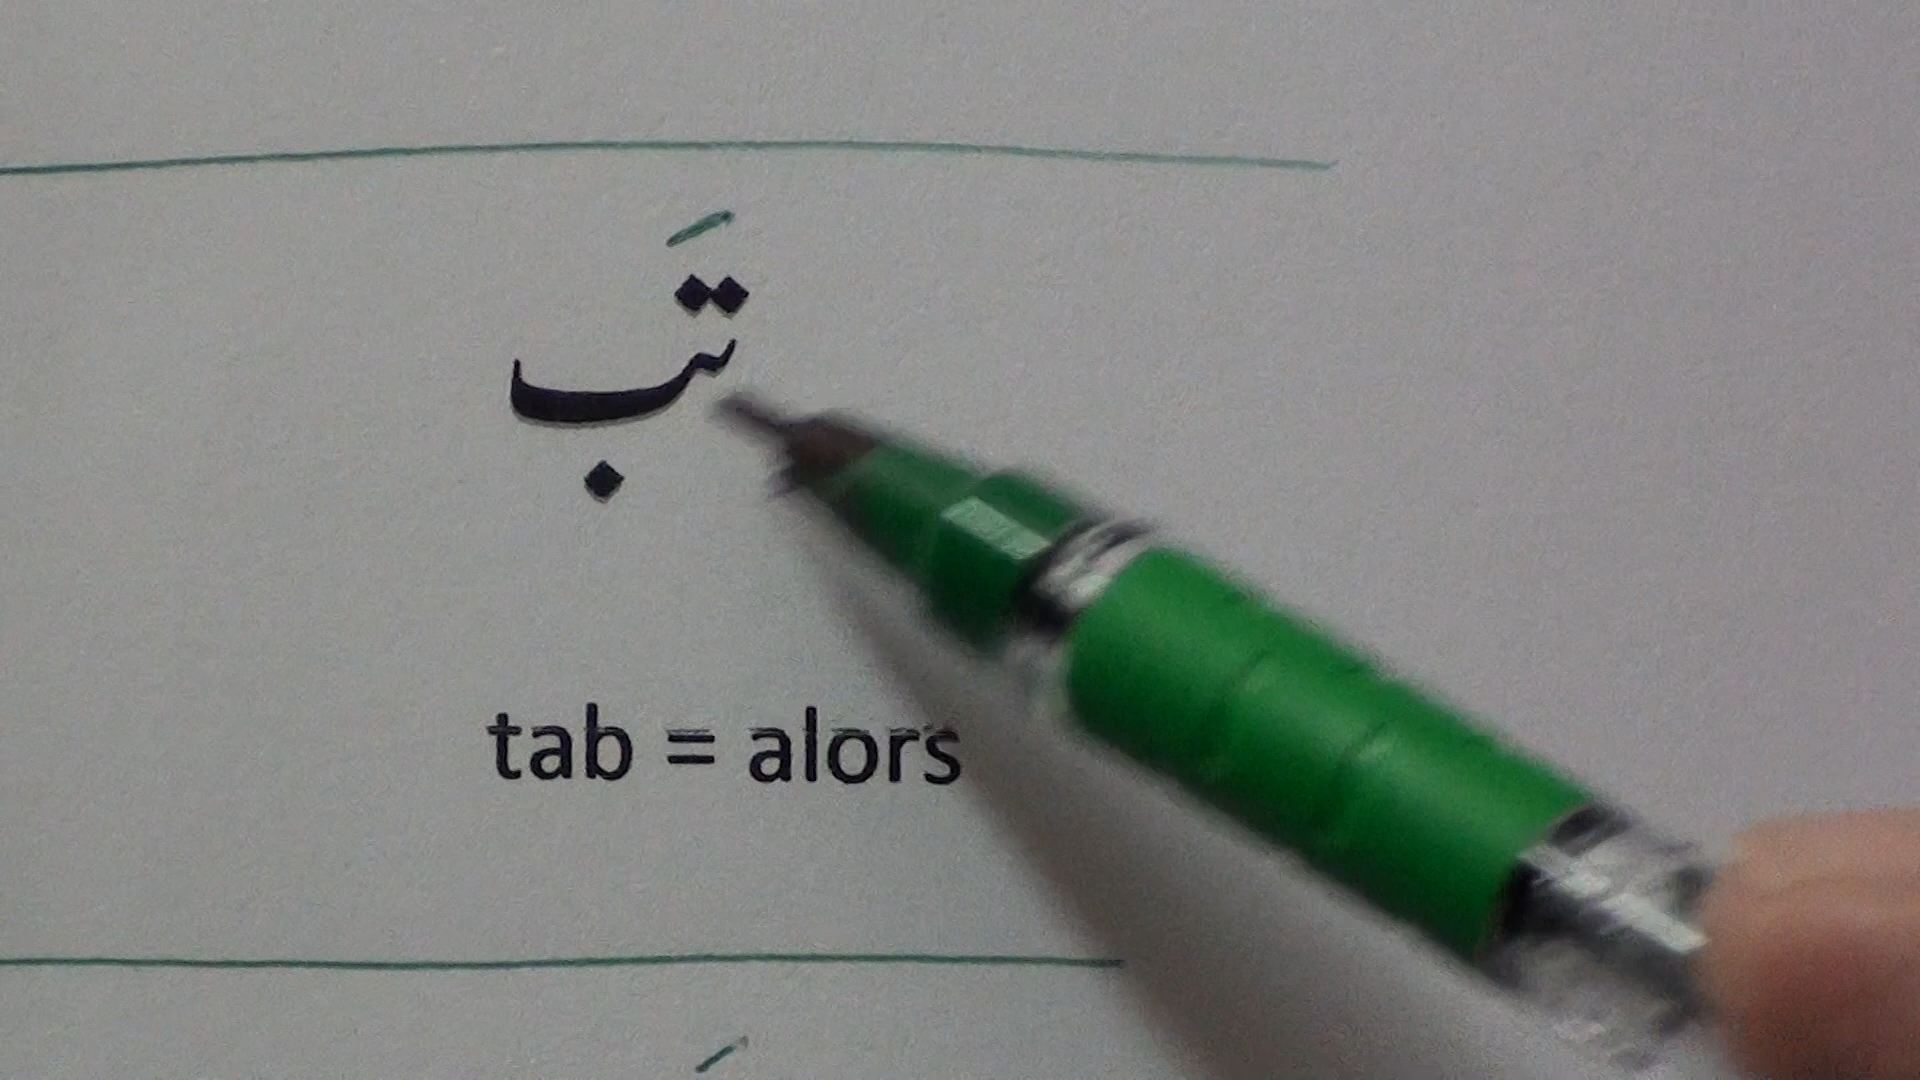 تَب
tab = alors